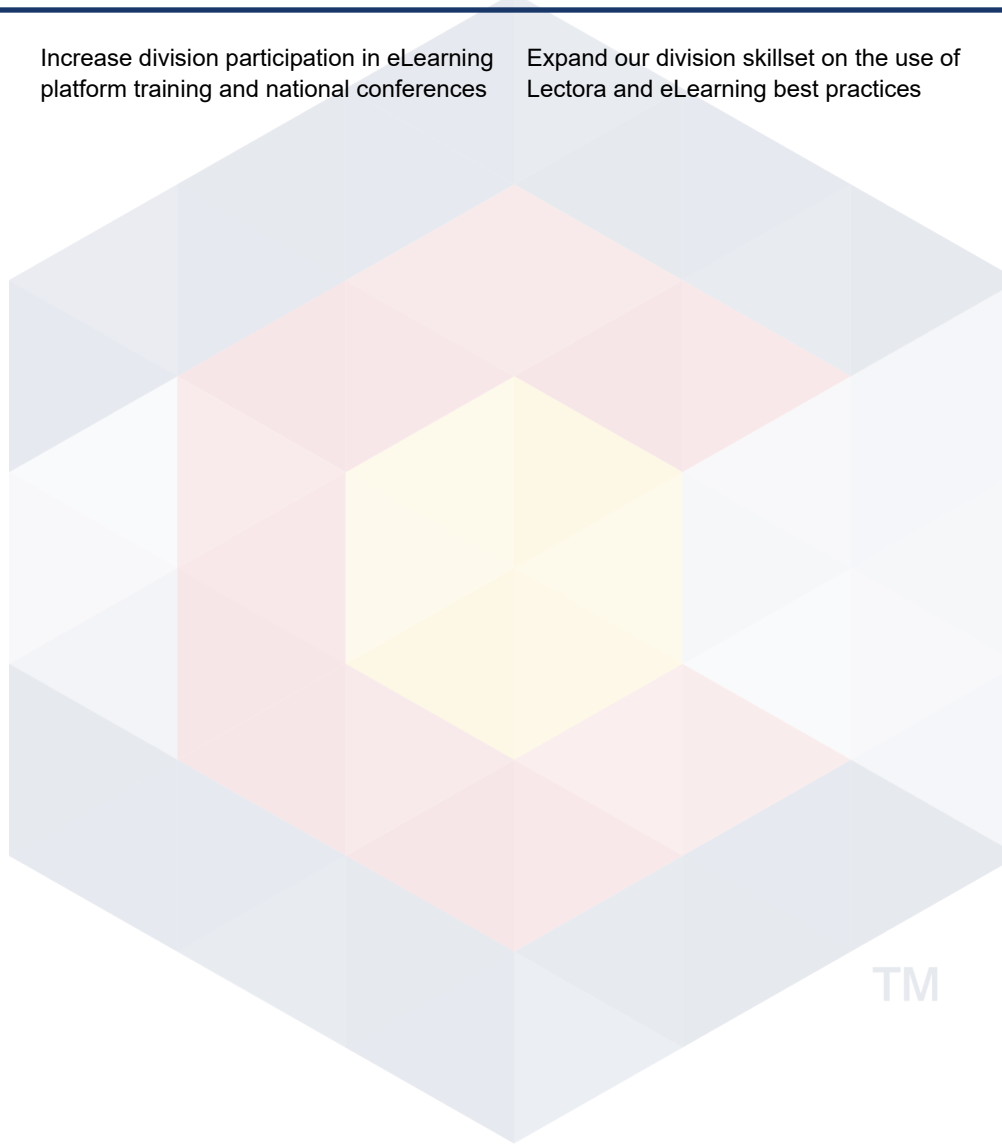 Increase division participation in eLearning
platform training and national conferences
Expand our division skillset on the use of
Lectora and eLearning best practices
TM